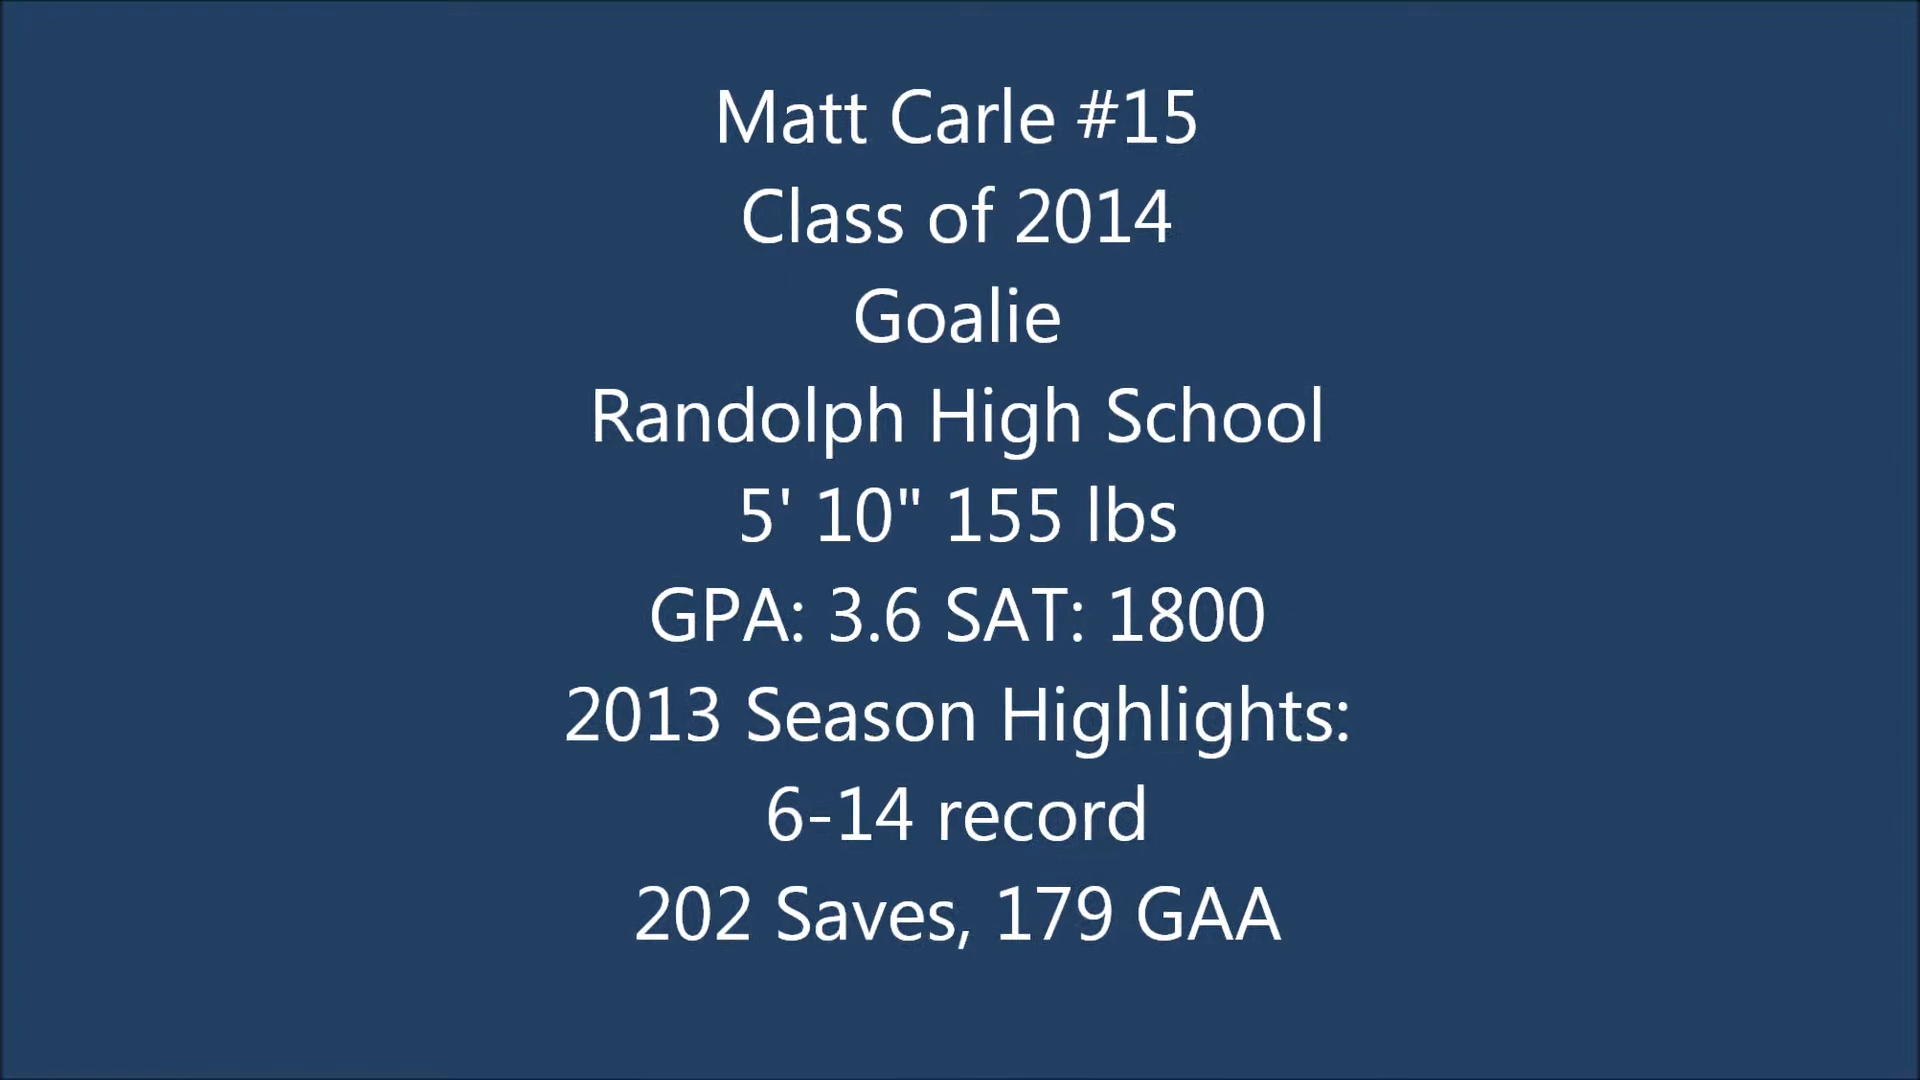 Matt Carle #15
Class of 2014
Goalie
Randolph High School
5' 10" 155 lbs
GPA: 3.6 SAT: 1800
2013 Season Highlights:
6-14 record
202 Saves, 179 GAA